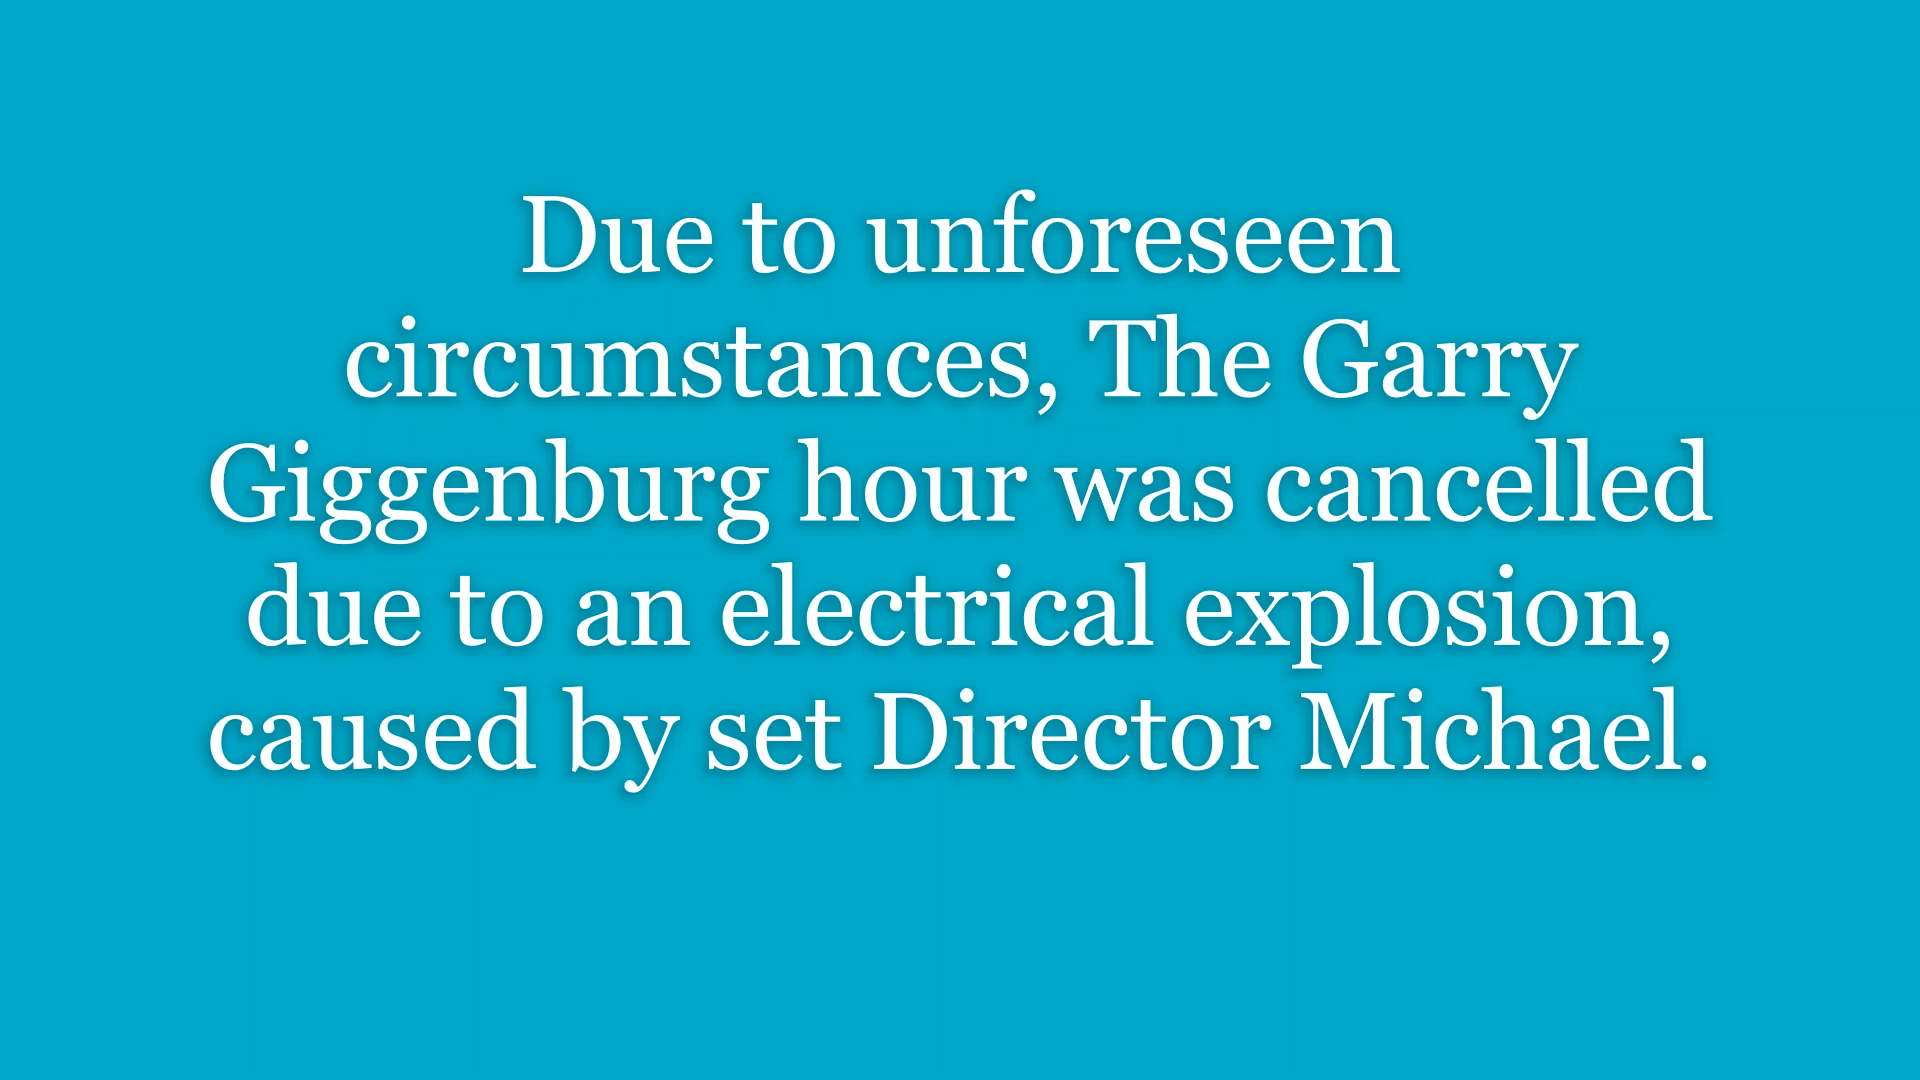 Due to unforeseen
circumstances, The Garry
Giggenburg hour was cancelled
due to an electrical explosion,
caused by set Director Michael.